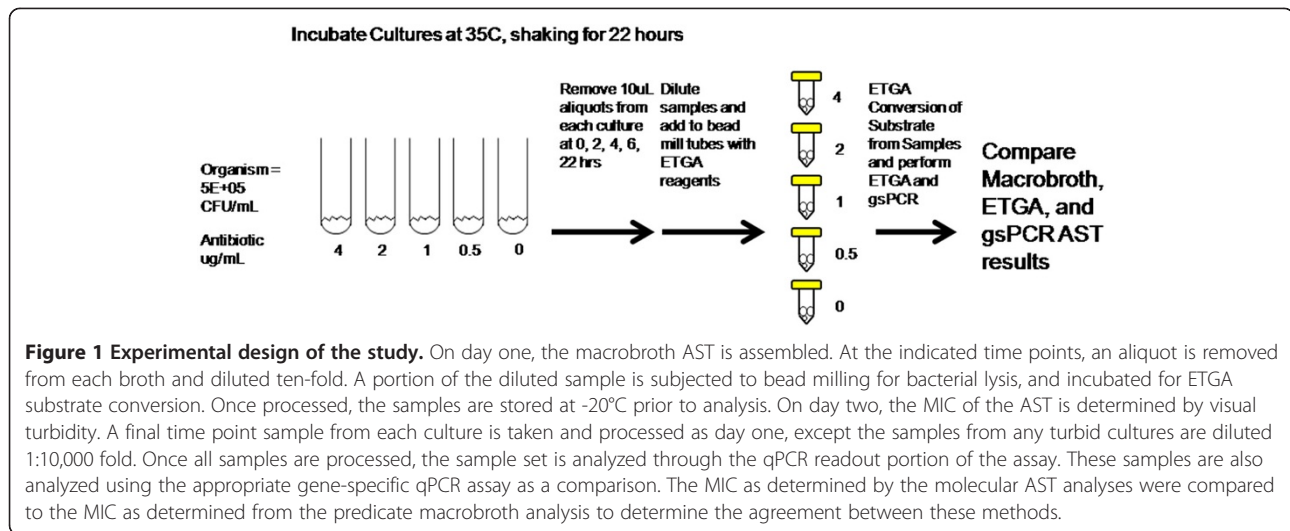 Incubate Cultures at 35C, shaking for 22 hours
Organism=
5E+05
CFU/mL
Antibiotic
ug/mL
4 2 1 0.5 0
Remove 10uL
aliquots from
each culture
at 0, 2, 4, 6,
22 hrs
Dilute
samples and
add to bead
mill tubes with
ETGA
reagents
4
2
1
0.5
0
ETGA
Conversion of
Substrate
from Samples
and perform
ETGA and
gsPCR
Compare
Macrobroth,
ETGA, and
gsPCR AST
results
Figure 1 Experimental design of the study. On day one, the macrobroth AST is assembled. At the indicated time points, an aliquot is removed
from each broth and diluted ten-fold. A portion of the diluted sample is subjected to bead milling for bacterial lysis, and incubated for ETGA
substrate conversion. Once processed, the samples are stored at -20°C prior to analysis. On day two, the MIC of the AST is determined by visual
turbidity. A final time point sample from each culture is taken and processed as day one, except the samples from any turbid cultures are diluted
1:10,000 fold. Once all samples are processed, the sample set is analyzed through the qPCR readout portion of the assay. These samples are also
analyzed using the appropriate gene-specific qPCR assay as a comparison. The MIC as determined by the molecular AST analyses were compared
to the MIC as determined from the predicate macrobroth analysis to determine the agreement between these methods.